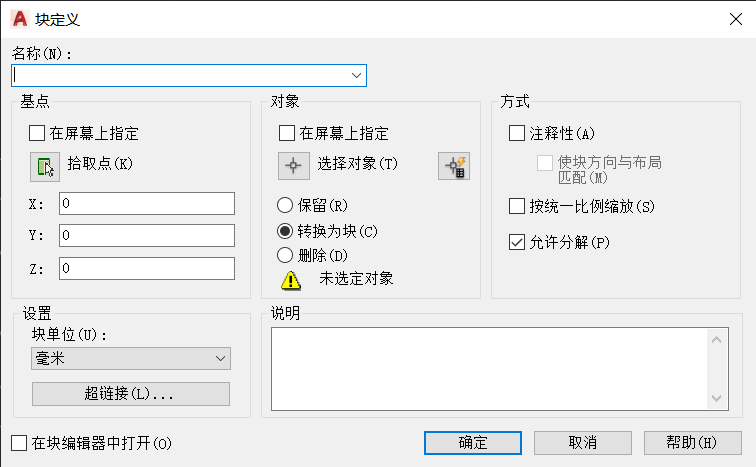 A 块定义
名称(N):
基点
在屏幕上指定
拾取点(K)
X: 0
Y: 0
Z: 0
对象
在屏幕上指定
选择对象(T)
保留(R)
转换为块(C)
删除(D)
未选定对象
方式
注释性(A)
使块方向与布局
匹配(M)
按统一比例缩放(S)
允许分解(P)
设置
块单位(U):
毫米
超链接(L)...
说明
在块编辑器中打开(O)
确定
取消
帮助(H)